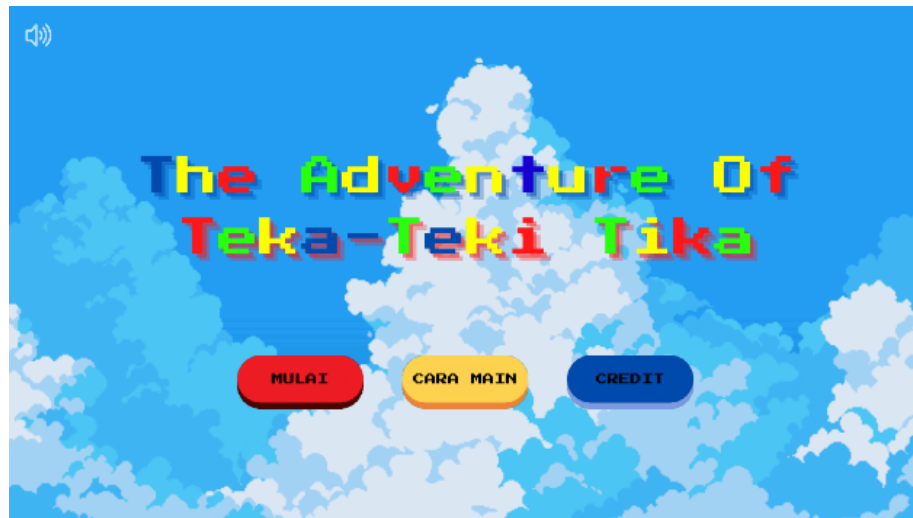 The Adventure Of
Teka-Teki Tika
MULAI
CARA MAIN
CREDIT